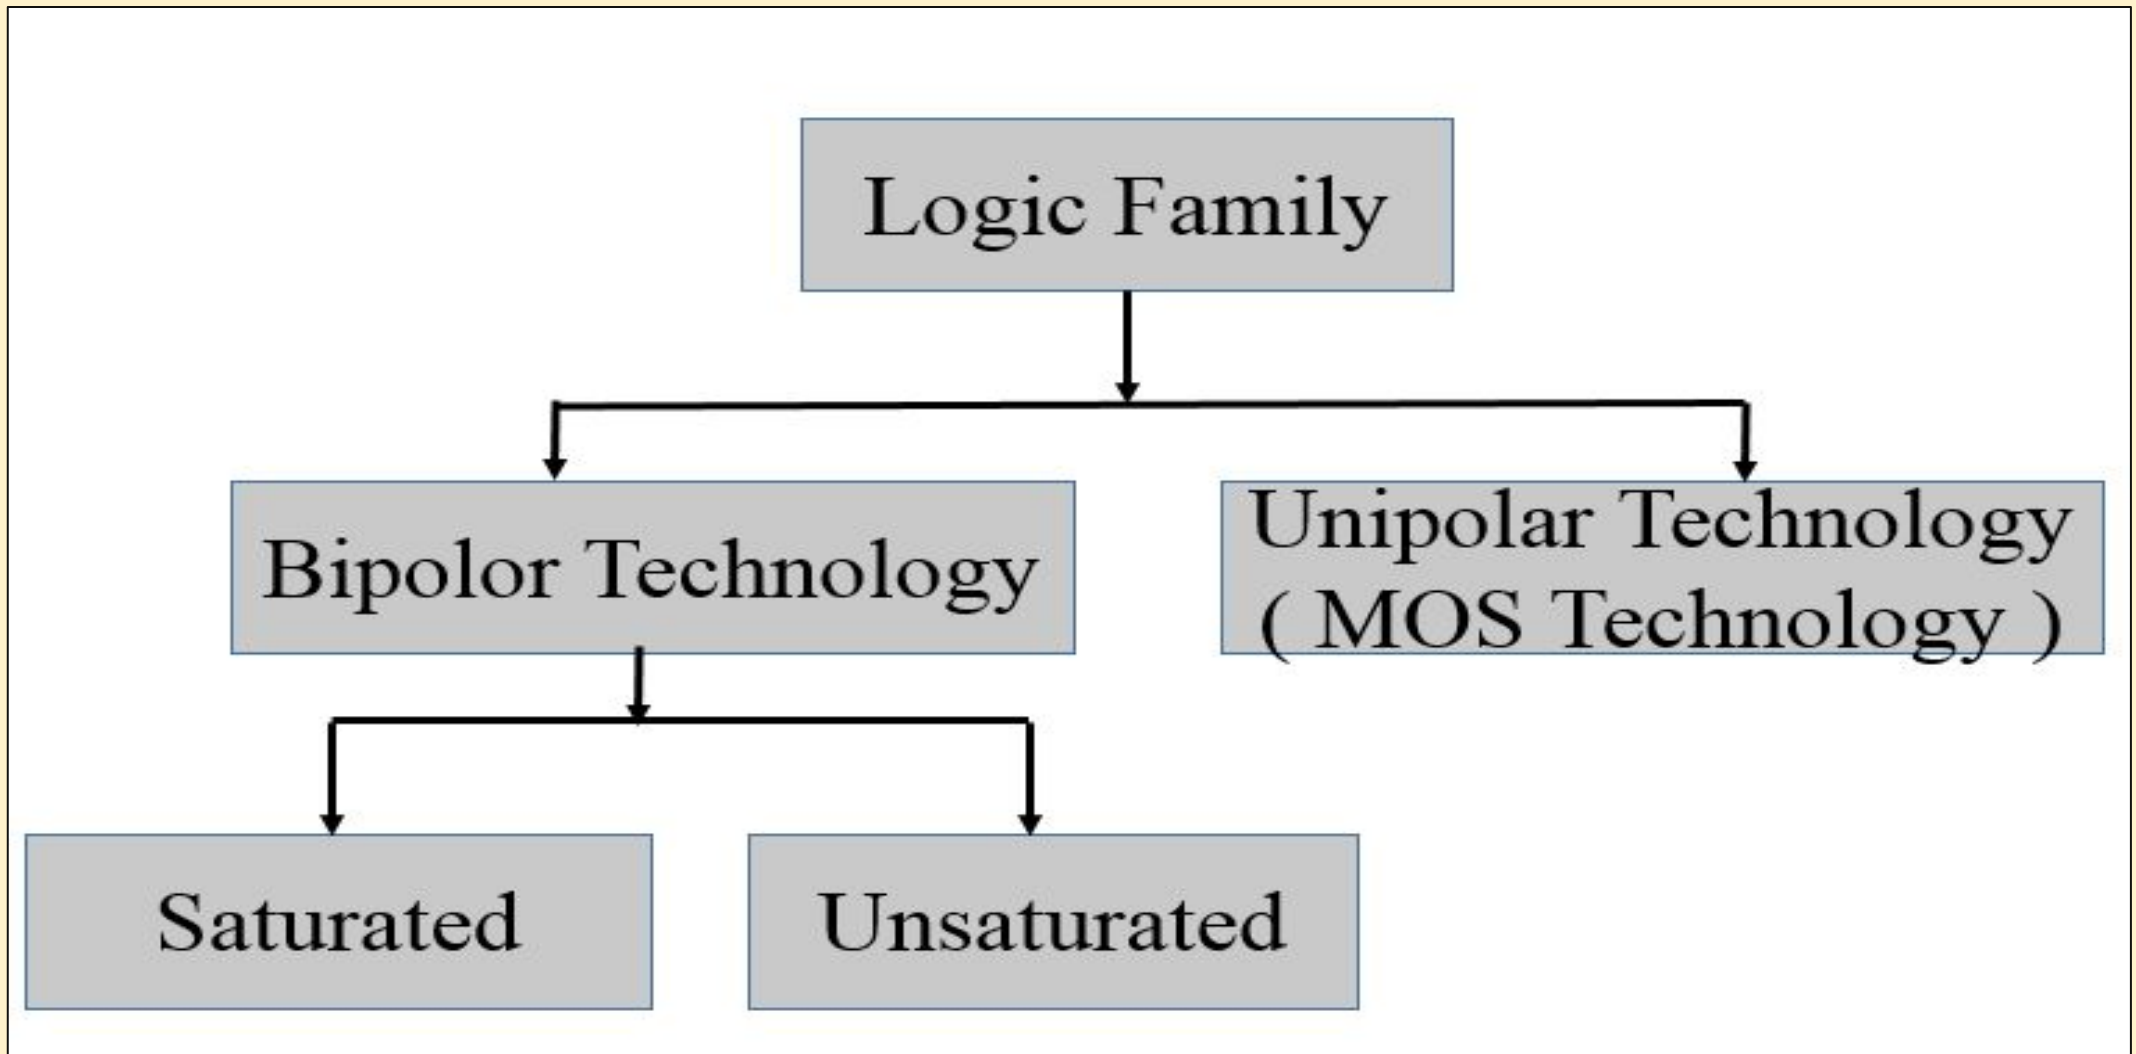 Logic Family
Bipolor Technology
Unipolar Technology
( MOS Technology )
Saturated
Unsaturated